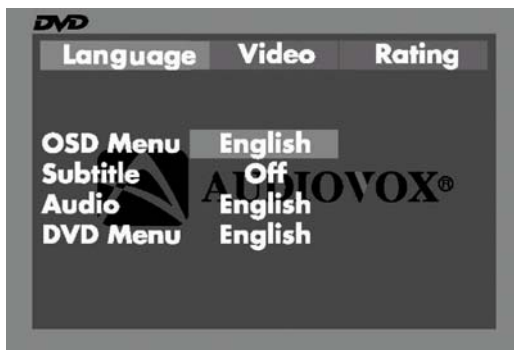 DVD
Language Video Rating
OSD Menu English
Subtitle Off
Audio English
DVD Menu English
AUDIOVOX®